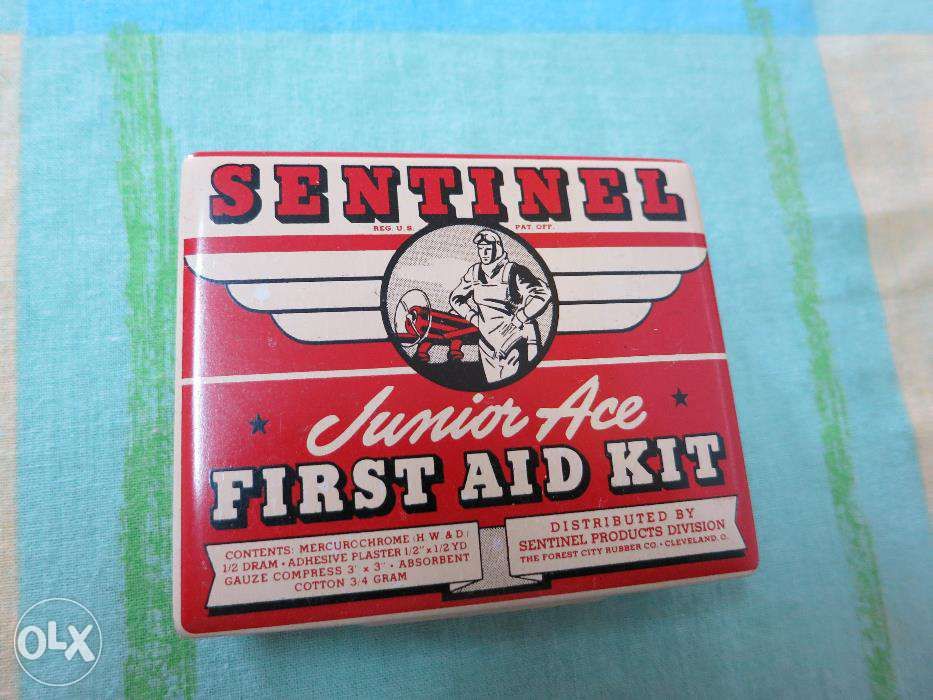 SENTINEL
REG. U.S. PAT. OFF.
Junior Ace
FIRST AID KIT
CONTENTS: MERCUROCHROME (H W & D)
1/2 DRAM • ADHESIVE PLASTER 1/2" x 1/2 YD
GAUZE COMPRESS 3" x 3" • ABSORBENT
COTTON 3/4 GRAM
DISTRIBUTED BY
SENTINEL PRODUCTS DIVISION
THE FOREST CITY RUBBER CO. • CLEVELAND, O.
OLX